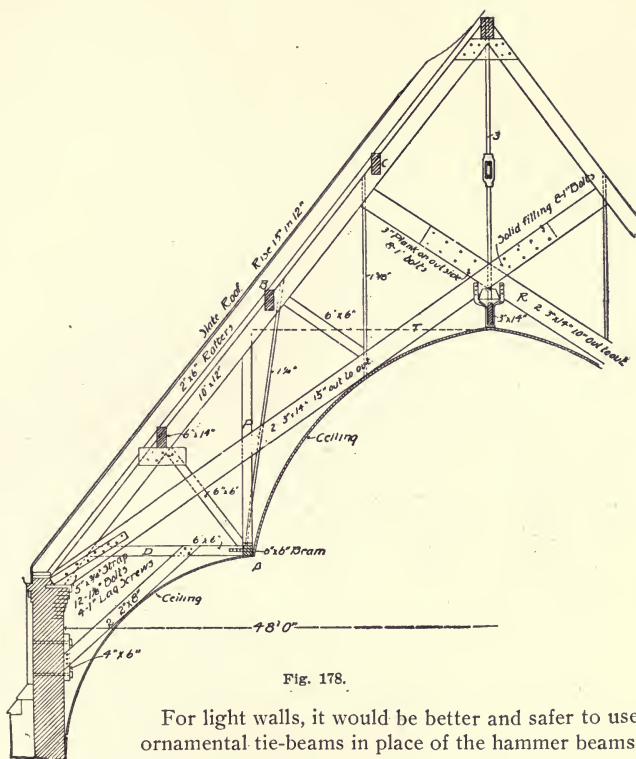 3
C
Slate Roof. Rise 15" in 12"
Solid filling 8-1" Bolts
3" Plank on outside
8-1" bolts
1⅜"
B
2"x6" Rafters
10"x12"
6"x6"
T
R
3"x14"
2 3"x14" 10" Out to out
1¼"
2 3"x14" 15" out to out.
A
Ceiling
6"x14"
6"x6"
6"x6"
D
6"x6" Beam
A
5"x¾" Strap
12-1⅛" Bolts
4-1" Lag Screws
2 2"x8"
Ceiling
4"x6"
48'0"
Fig. 178.
For light walls, it would be better and safer to use
ornamental tie-beams in place of the hammer beams,